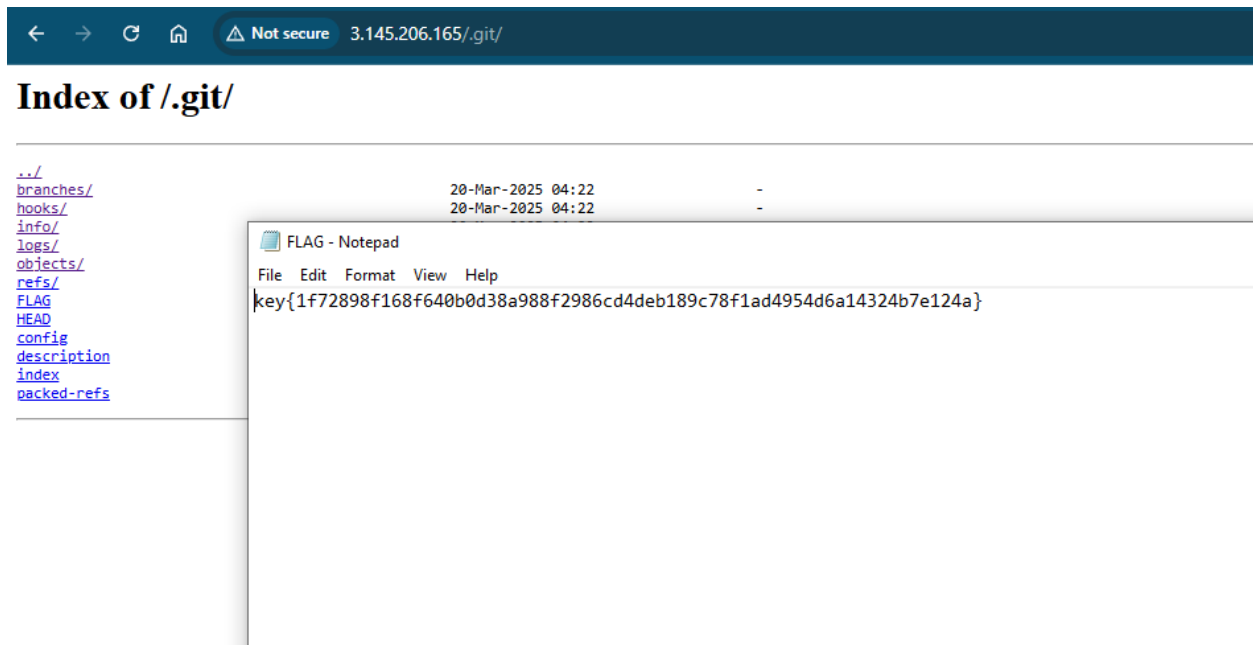 Not secure 3.145.206.165/.git/
Index of /.git/
../
branches/ 20-Mar-2025 04:22 -
hooks/ 20-Mar-2025 04:22 -
info/
logs/
objects/
refs/
FLAG
HEAD
config
description
index
packed-refs
FLAG - Notepad
File Edit Format View Help
key{1f72898f168f640b0d38a988f2986cd4deb189c78f1ad4954d6a14324b7e124a}